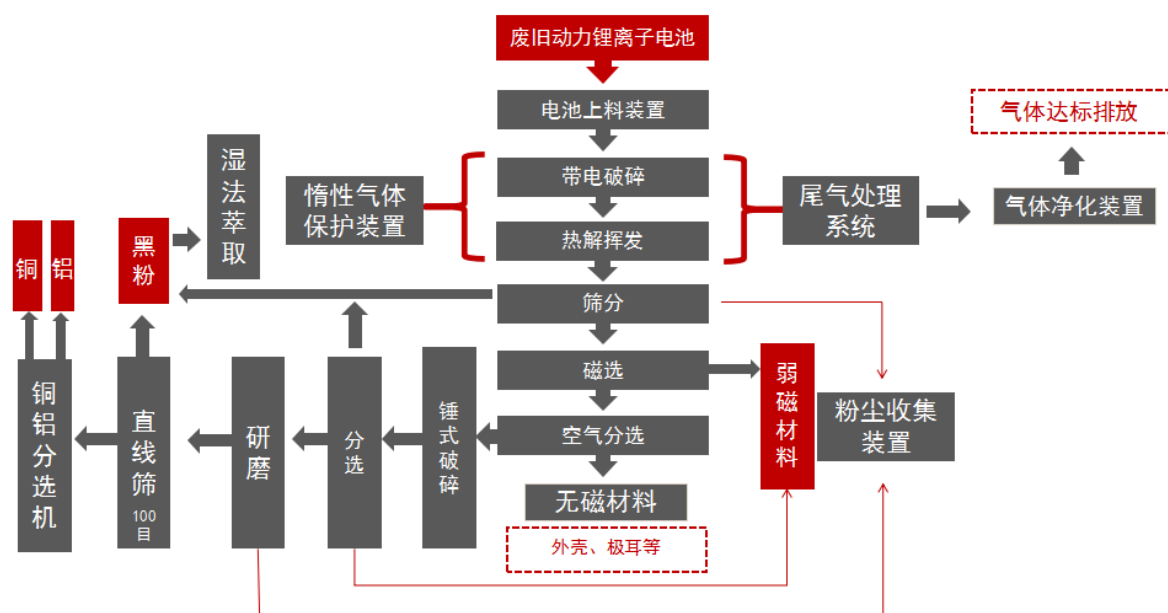 废旧动力锂离子电池
电池上料装置
气体达标排放
湿法萃取
惰性气体
保护装置
带电破碎
尾气处理
系统
气体净化装置
热解挥发
铜
铝
黑粉
筛分
磁选
弱磁材料
粉尘收集
装置
铜铝分选机
直线筛
100
目
研磨
分选
锤式破碎
空气分选
无磁材料
外壳、极耳等